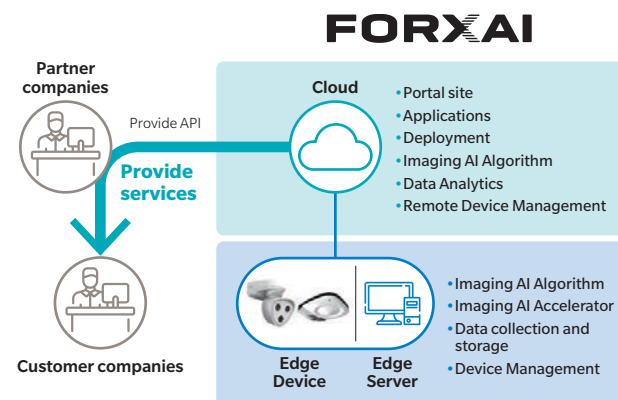 FORXAI
Partner
companies
Provide API
Provide
services
Customer companies
Cloud
•Portal site
•Applications
•Deployment
•Imaging AI Algorithm
•Data Analytics
•Remote Device Management
Edge
Device
Edge
Server
•Imaging AI Algorithm
•Imaging AI Accelerator
•Data collection and
storage
•Device Management